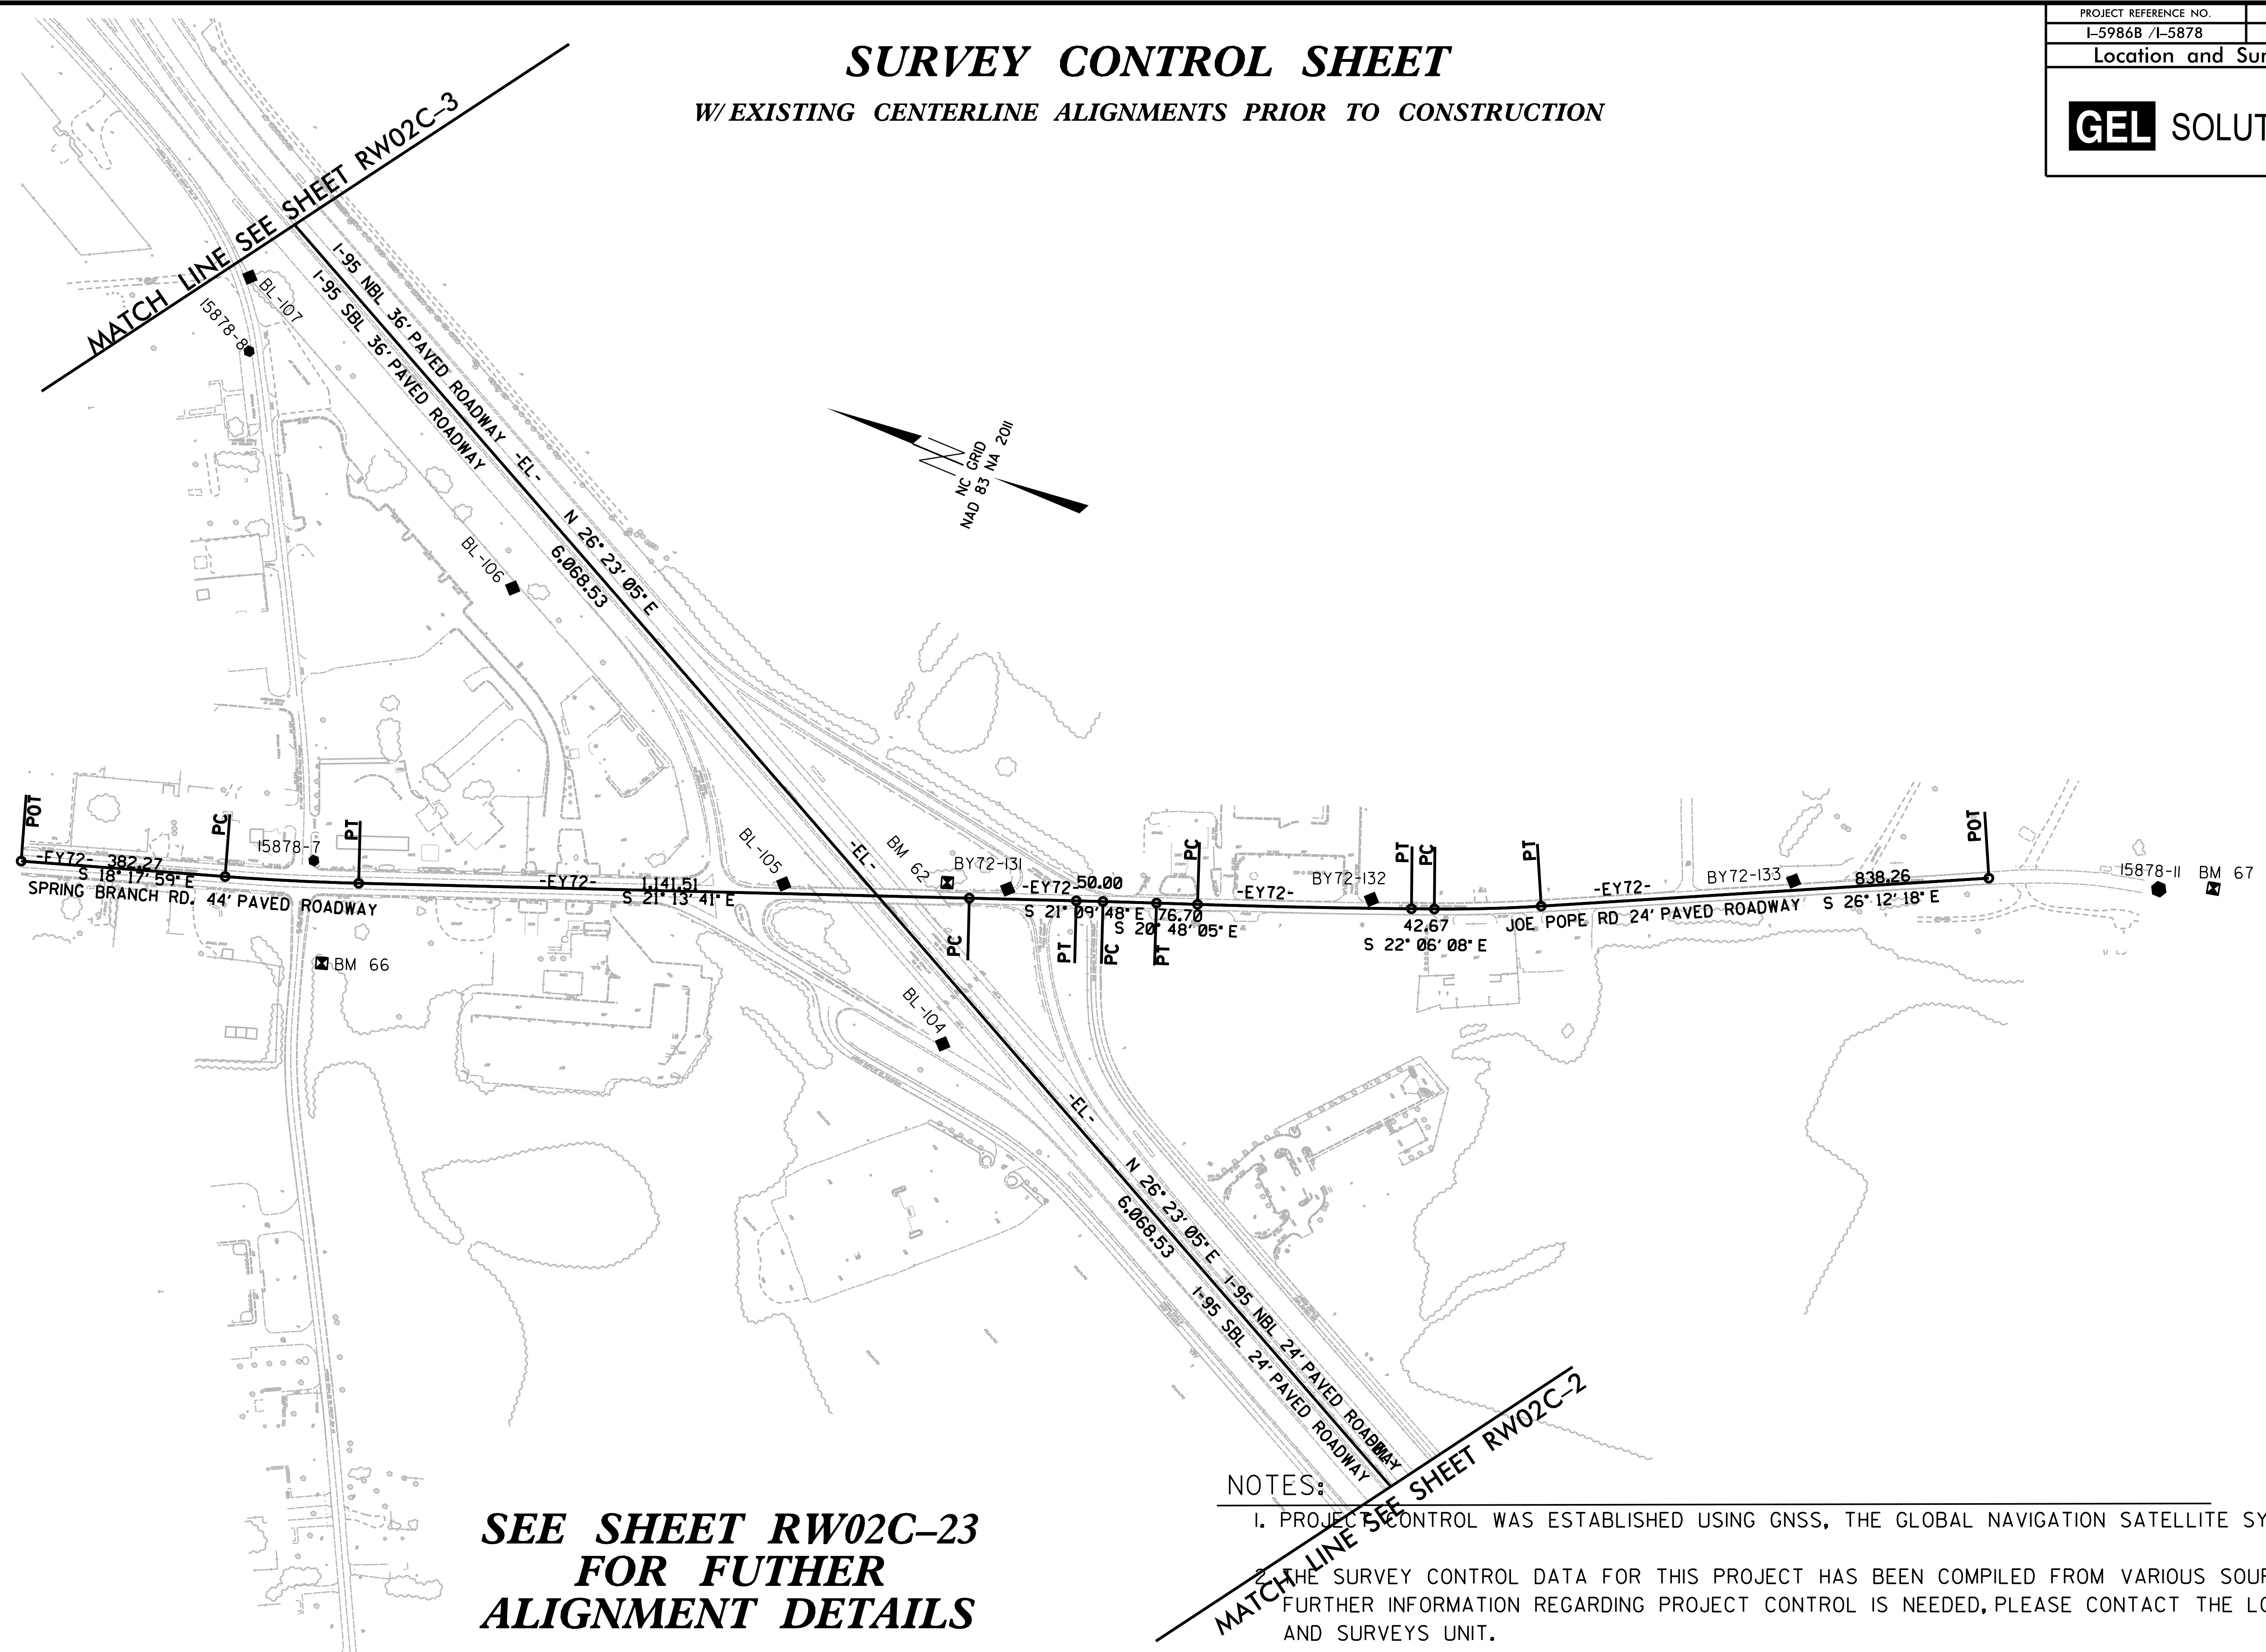 SURVEY CONTROL SHEET
W/ EXISTING CENTERLINE ALIGNMENTS PRIOR TO CONSTRUCTION
PROJECT REFERENCE NO.
I-5986B /I-5878
Location and Sur
GEL SOLUT
MATCH LINE SEE SHEET RW02C-3
BL-107
I5878-8
I-95 NBL 36' PAVED ROADWAY
I-95 SBL 36' PAVED ROADWAY
-EL-
N 26° 23' 05" E
6,068.53
BL-106
NC GRID
NAD 83 NA 2011
POT
PC
PT
I5878-7
-EY72-
382.27
S 18° 17' 59" E
SPRING BRANCH RD. 44' PAVED ROADWAY
BM 66
-EY72-
1,141.51
S 21° 13' 41" E
BL-105
-EL-
BM 62
BY72-131
PC
-EY72-
50.00
S 21° 09' 48" E
PT
PC
76.70
S 20° 48' 05" E
PT
PC
-EY72-
BY72-132
PT
PC
42.67
S 22° 06' 08" E
PT
-EY72-
JOE POPE RD 24' PAVED ROADWAY
BY72-133
838.26
S 26° 12' 18" E
POT
I5878-11
BM 67
BL-104
-EL-
N 26° 23' 05" E
6,068.53
I-95 NBL 24' PAVED ROADWAY
I-95 SBL 24' PAVED ROADWAY
MATCH LINE SEE SHEET RW02C-2
SEE SHEET RW02C-23
FOR FUTHER
ALIGNMENT DETAILS
NOTES:
1. PROJECT CONTROL WAS ESTABLISHED USING GNSS, THE GLOBAL NAVIGATION SATELLITE SY
2. THE SURVEY CONTROL DATA FOR THIS PROJECT HAS BEEN COMPILED FROM VARIOUS SOUR
FURTHER INFORMATION REGARDING PROJECT CONTROL IS NEEDED, PLEASE CONTACT THE LO
AND SURVEYS UNIT.